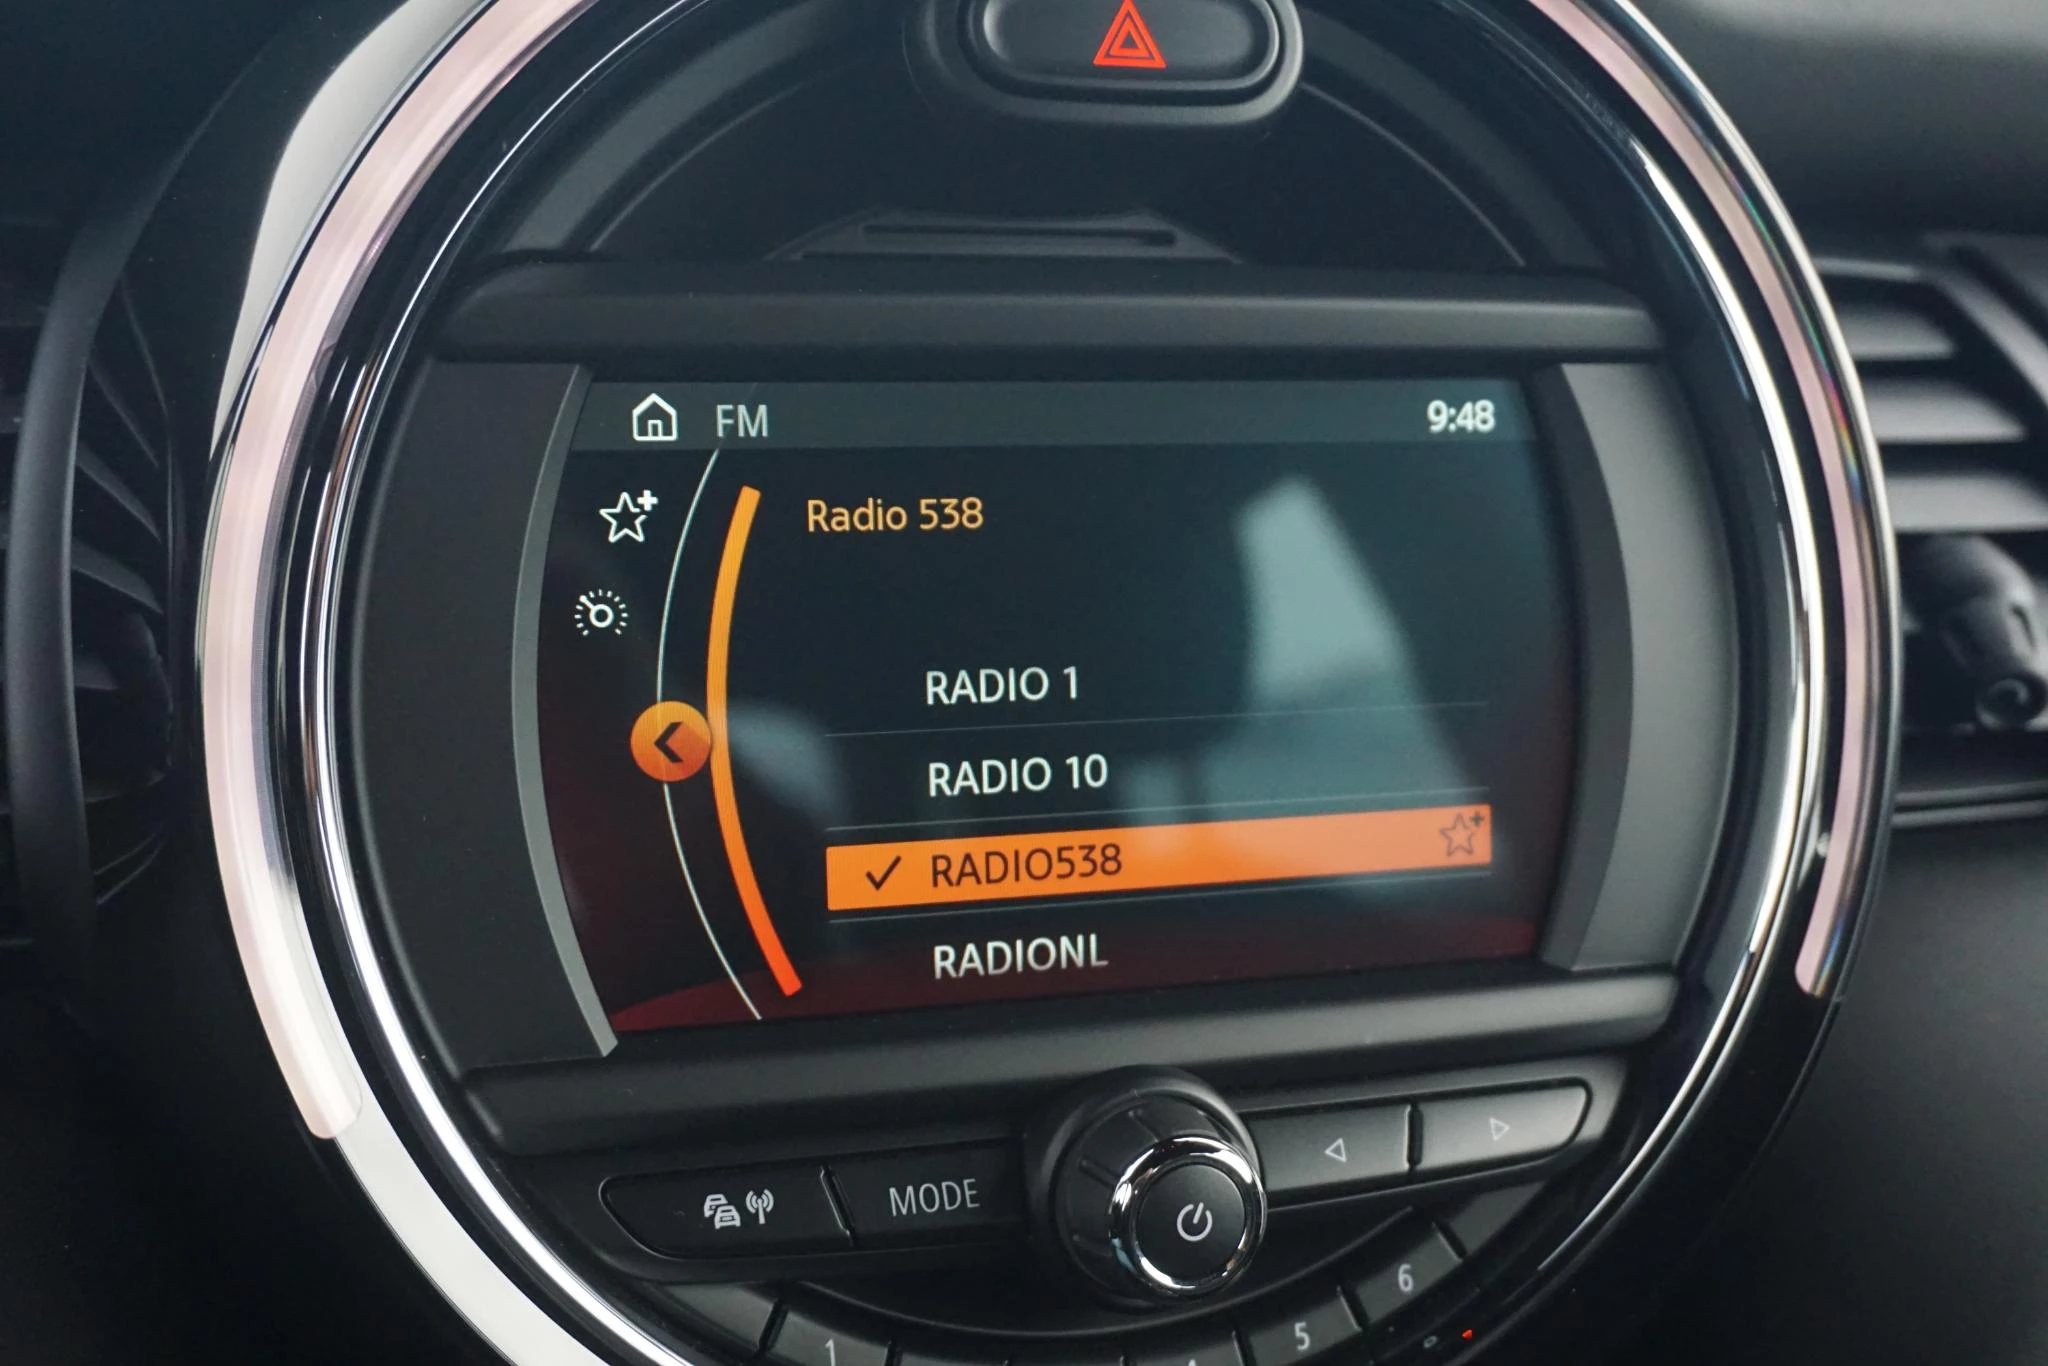 FM 9:48
Radio 538
RADIO 1
RADIO 10
RADIO538
RADIONL
MODE
6
5
1